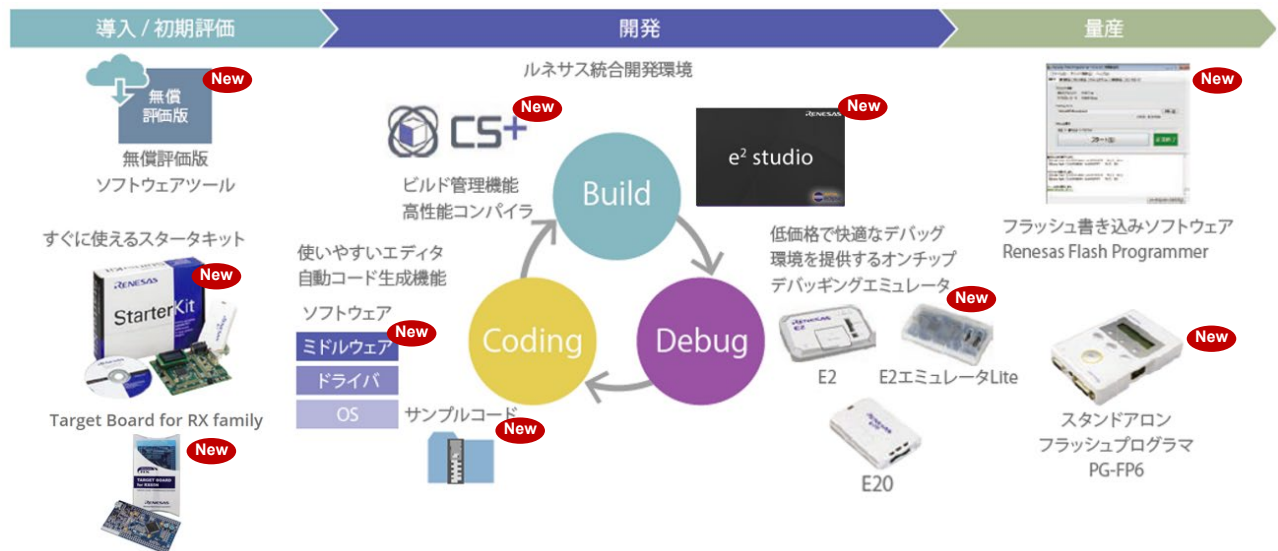 導入 / 初期評価
開発
量産
無償
評価版
New
無償評価版
ソフトウェアツール
すぐに使えるスタータキット
New
RENESAS
StarterKit
Target Board for RX family
New
TARGET BOARD
RENESAS
ルネサス統合開発環境
CS+
New
RENESAS
e² studio
New
ビルド管理機能
高性能コンパイラ
Build
使いやすいエディタ
自動コード生成機能
ソフトウェア
ミドルウェア
New
ドライバ
OS
サンプルコード
New
Coding
Debug
低価格で快適なデバッグ
環境を提供するオンチップ
デバッギングエミュレータ
New
E2
E2エミュレータLite
E20
New
スタート(S)
フラッシュ書き込みソフトウェア
Renesas Flash Programmer
New
スタンドアロン
フラッシュプログラマ
PG-FP6